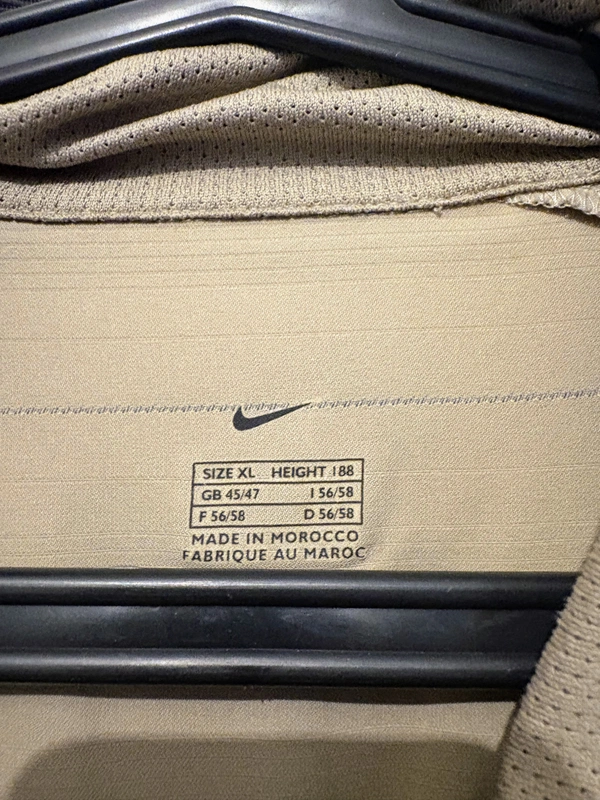 SIZE XL HEIGHT 188
GB 45/47 I 56/58
F 56/58 D 56/58
MADE IN MOROCCO
FABRIQUE AU MAROC